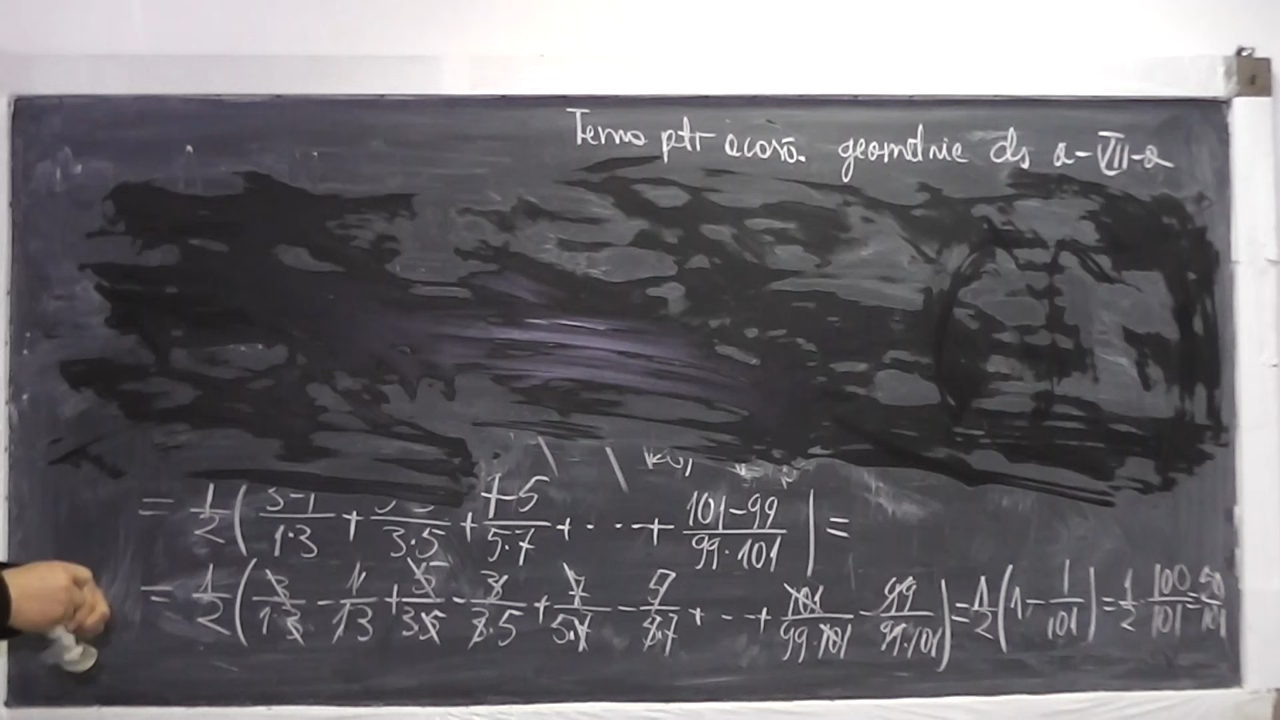 Tema ptr acasă. geometrie cls a-VII-a
= 1/2 ( 3-1/1·3 + /3·5 + 7-5/5·7 + ... + 101-99/99·101 ) =
= 1/2 ( 3/1·3 - 1/1·3 + 5/3·5 - 3/3·5 + 7/5·7 - 5/5·7 + ... + 101/99·101 - 99/99·101 ) = 1/2 ( 1 - 1/101 ) = 1/2 · 100/101 = 50/101